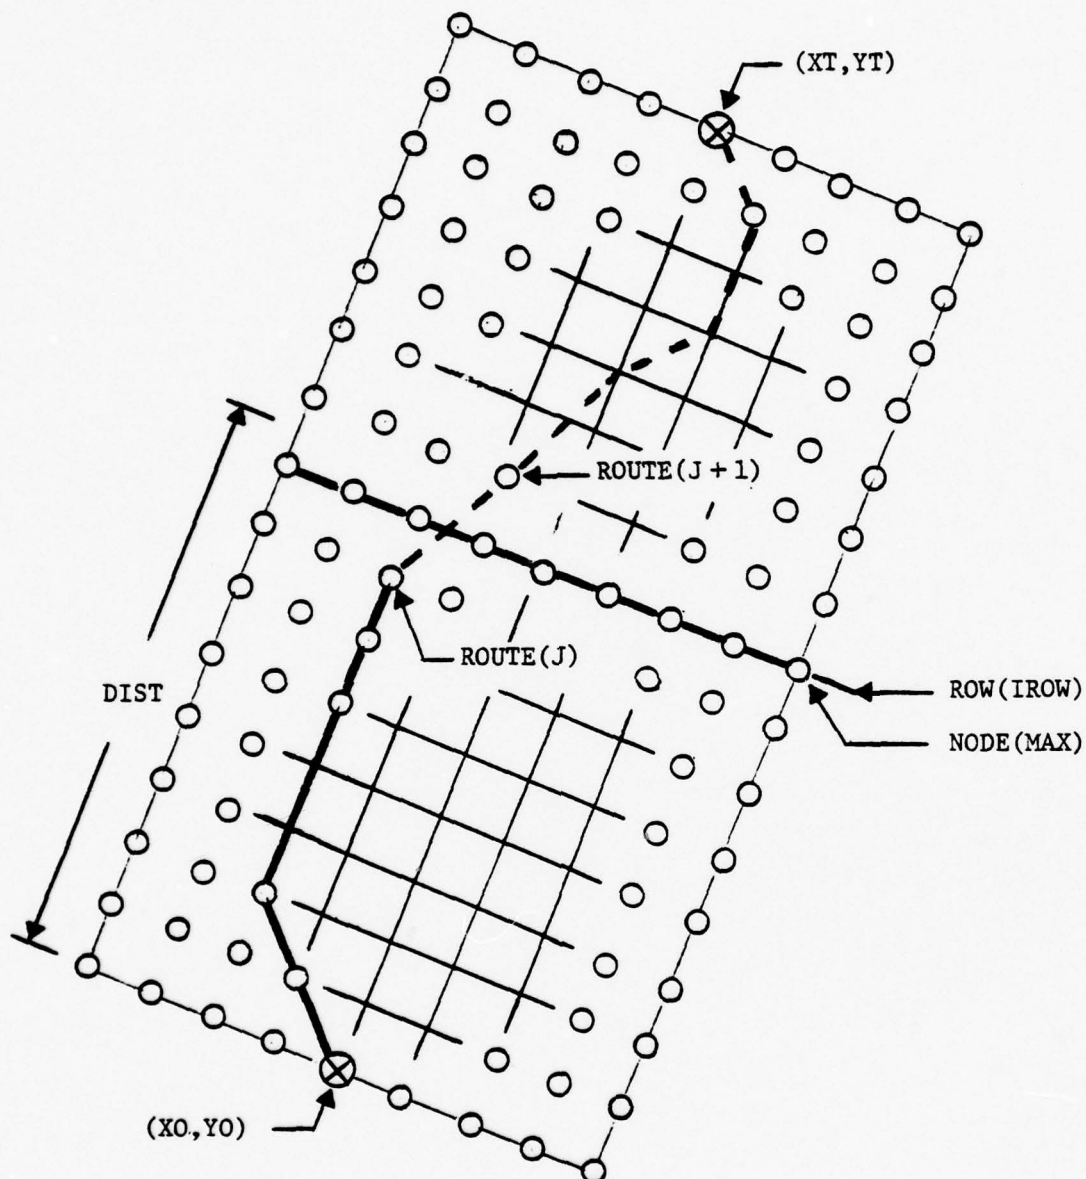 (XT,YT)
ROUTE(J+1)
ROUTE(J)
DIST
ROW(IROW)
NODE(MAX)
(XO,YO)